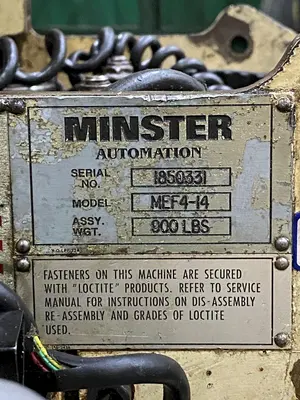 MINSTER
AUTOMATION
SERIAL NO. 1850331
MODEL MEF4-14
ASSY. WGT. 900 LBS
FASTENERS ON THIS MACHINE ARE SECURED
WITH "LOCTITE" PRODUCTS. REFER TO SERVICE
MANUAL FOR INSTRUCTIONS ON DIS-ASSEMBLY
RE-ASSEMBLY AND GRADES OF LOCTITE
USED.